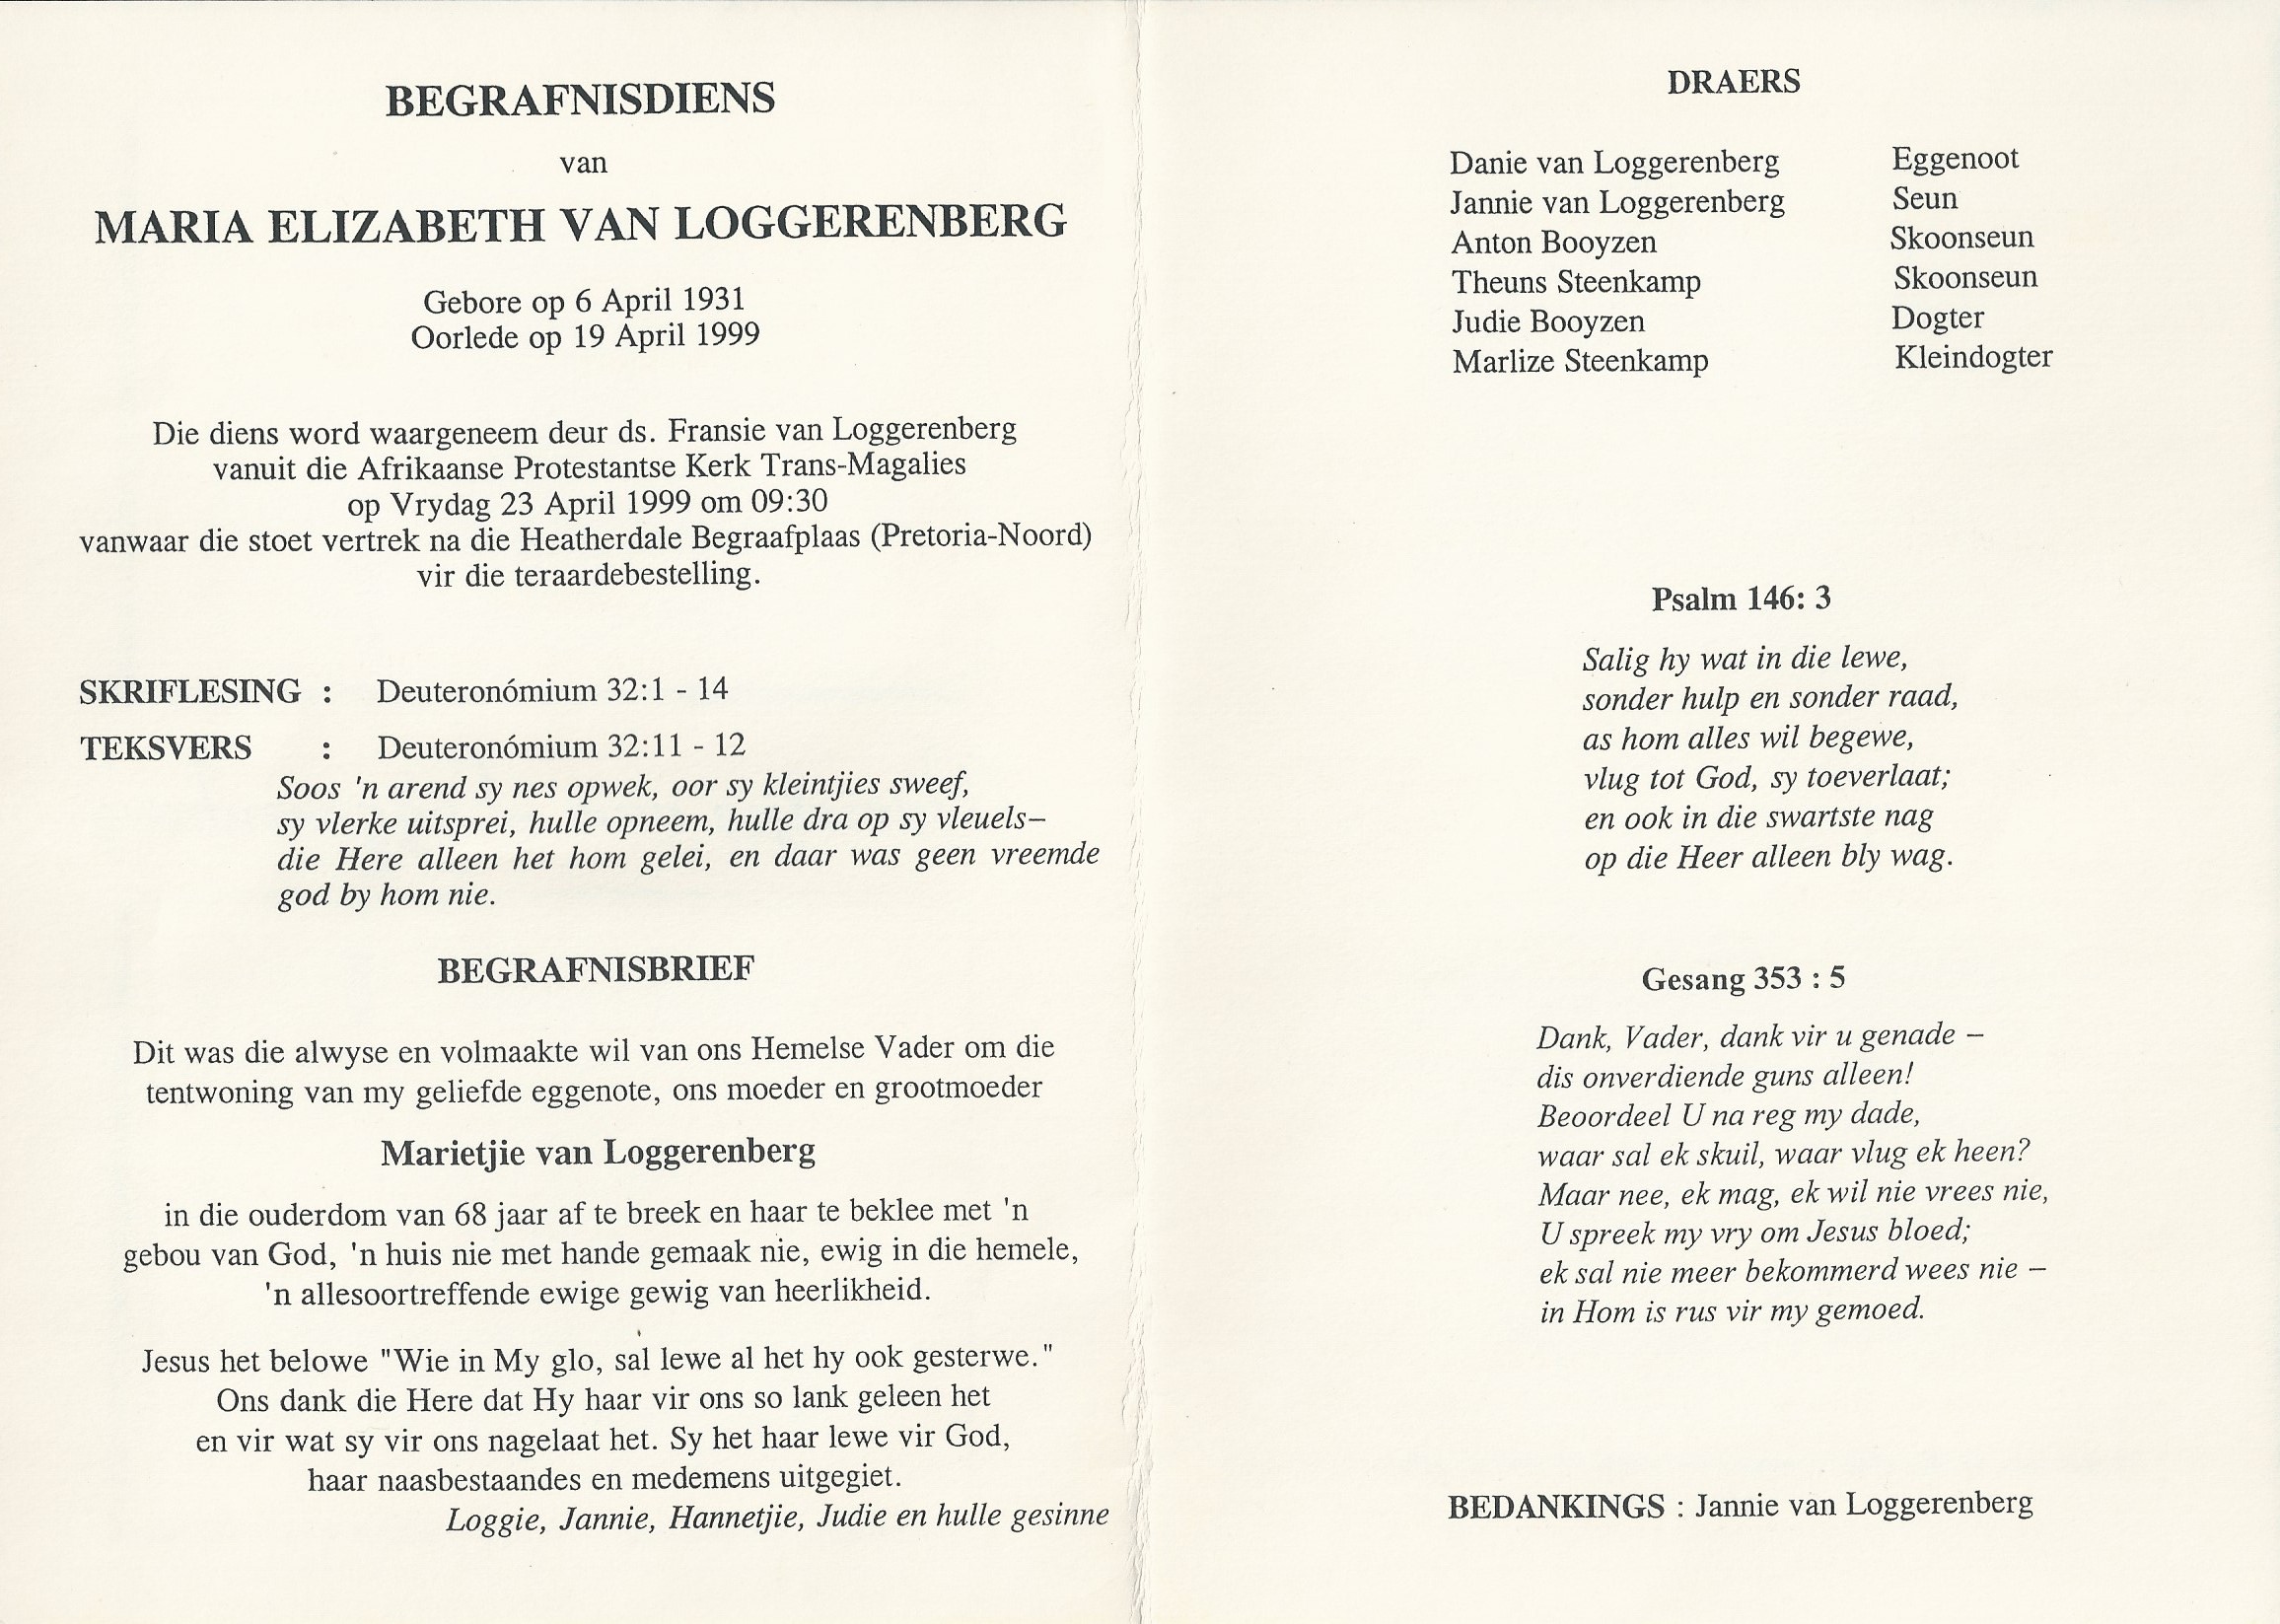 BEGRAFNISDIENS
van
MARIA ELIZABETH VAN LOGGERENBERG
Gebore op 6 April 1931
Oorlede op 19 April 1999
Die diens word waargeneem deur ds. Fransie van Loggerenberg
vanuit die Afrikaanse Protestantse Kerk Trans-Magalies
op Vrydag 23 April 1999 om 09:30
vanwaar die stoet vertrek na die Heatherdale Begraafplaas (Pretoria-Noord)
vir die teraardebestelling.
SKRIFLESING : Deuteronómium 32:1 - 14
TEKSVERS : Deuteronómium 32:11 - 12
Soos 'n arend sy nes opwek, oor sy kleintjies sweef,
sy vlerke uitsprei, hulle opneem, hulle dra op sy vleuels–
die Here alleen het hom gelei, en daar was geen vreemde
god by hom nie.
BEGRAFNISBRIEF
Dit was die alwyse en volmaakte wil van ons Hemelse Vader om die
tentwoning van my geliefde eggenote, ons moeder en grootmoeder
Marietjie van Loggerenberg
in die ouderdom van 68 jaar af te breek en haar te beklee met 'n
gebou van God, 'n huis nie met hande gemaak nie, ewig in die hemele,
'n allesoortreffende ewige gewig van heerlikheid.
Jesus het belowe "Wie in My glo, sal lewe al het hy ook gesterwe."
Ons dank die Here dat Hy haar vir ons so lank geleen het
en vir wat sy vir ons nagelaat het. Sy het haar lewe vir God,
haar naasbestaandes en medemens uitgegiet.
Loggie, Jannie, Hannetjie, Judie en hulle gesinne
DRAERS
Danie van Loggerenberg Eggenoot
Jannie van Loggerenberg Seun
Anton Booyzen Skoonseun
Theuns Steenkamp Skoonseun
Judie Booyzen Dogter
Marlize Steenkamp Kleindogter
Psalm 146: 3
Salig hy wat in die lewe,
sonder hulp en sonder raad,
as hom alles wil begewe,
vlug tot God, sy toeverlaat;
en ook in die swartste nag
op die Heer alleen bly wag.
Gesang 353 : 5
Dank, Vader, dank vir u genade –
dis onverdiende guns alleen!
Beoordeel U na reg my dade,
waar sal ek skuil, waar vlug ek heen?
Maar nee, ek mag, ek wil nie vrees nie,
U spreek my vry om Jesus bloed;
ek sal nie meer bekommerd wees nie –
in Hom is rus vir my gemoed.
BEDANKINGS : Jannie van Loggerenberg